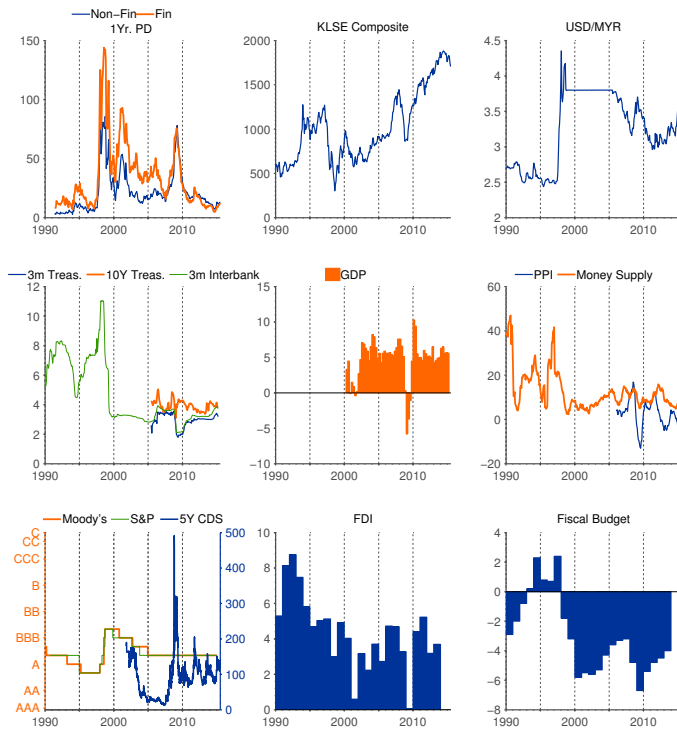 Non−Fin Fin
1Yr. PD
150
100
50
0
1990 2000 2010
KLSE Composite
2000
1500
1000
500
0
1990 2000 2010
USD/MYR
4.5
4
3.5
3
2.5
2
1990 2000 2010
3m Treas. 10Y Treas. 3m Interbank
12
10
8
6
4
2
0
1990 2000 2010
GDP
15
10
5
0
−5
−10
1990 2000 2010
PPI Money Supply
60
40
20
0
−20
1990 2000 2010
Moody's S&P 5Y CDS
C
CC
CCC
B
BB
BBB
A
AA
AAA
500
400
300
200
100
0
1990 2000 2010
FDI
8
6
4
2
0
1990 2000 2010
Fiscal Budget
4
2
0
−2
−4
−6
−8
1990 2000 2010